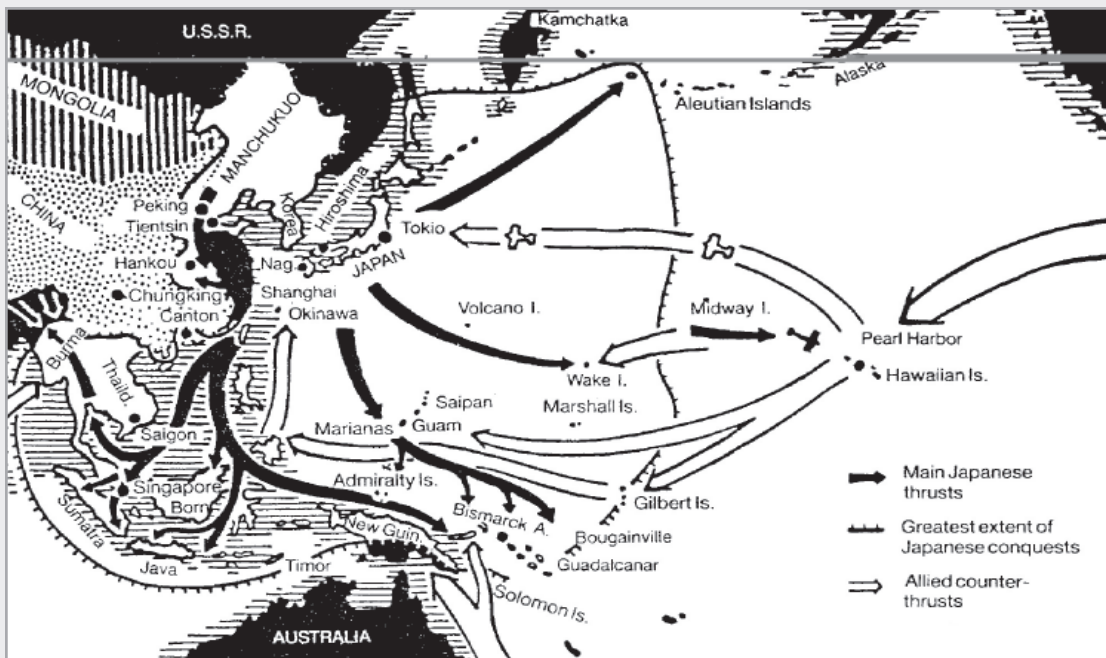 Kamchatka
U.S.S.R.
Alaska
MONGOLIA
Aleutian Islands
MANCHUKUO
CHINA
Peking
Tientsin
Korea
Hiroshima
Tokio
Hankou
Nag.
JAPAN
Chungking
Shanghai
Canton
Okinawa
Volcano I.
Midway I.
Pearl Harbor
Burma
Thaild.
Wake I.
Hawaiian Is.
Marshall Is.
Saipan
Saigon
Marianas
Guam
Admiralty Is.
Singapore
Born.
Bismarck A.
Gilbert Is.
Sumatra
New Guin.
Bougainville
Java
Timor
Guadalcanar
Solomon Is.
AUSTRALIA
Main Japanese
thrusts
Greatest extent of
Japanese conquests
Allied counter-
thrusts